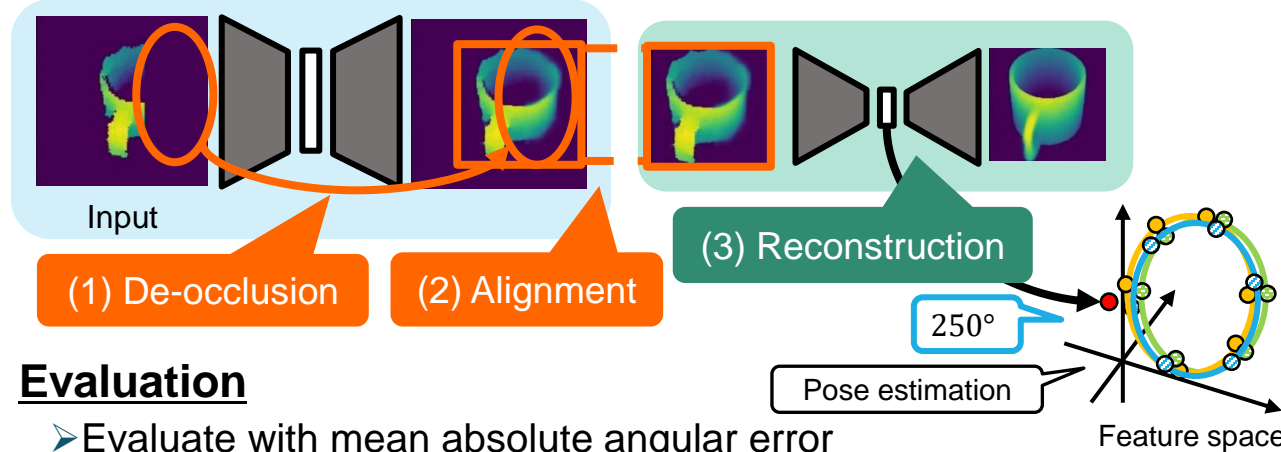 Input
(1) De-occlusion
(2) Alignment
(3) Reconstruction
250°
Pose estimation
Feature space
Evaluation
➢Evaluate with mean absolute angular error